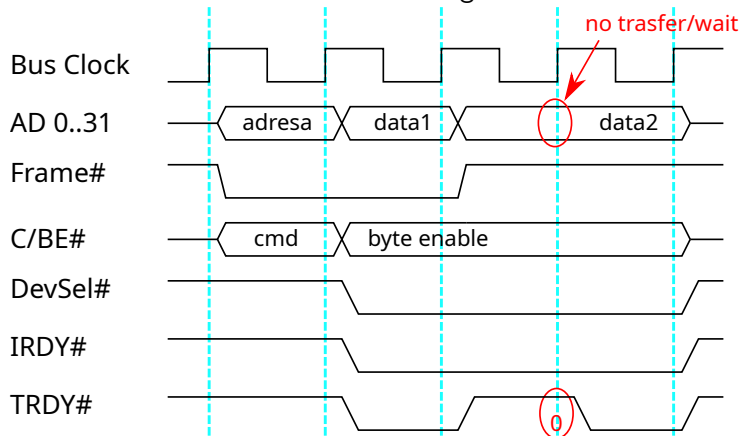 no trasfer/wait
Bus Clock
AD 0..31 adresa data1 data2
Frame#
C/BE# cmd byte enable
DevSel#
IRDY#
TRDY# 0